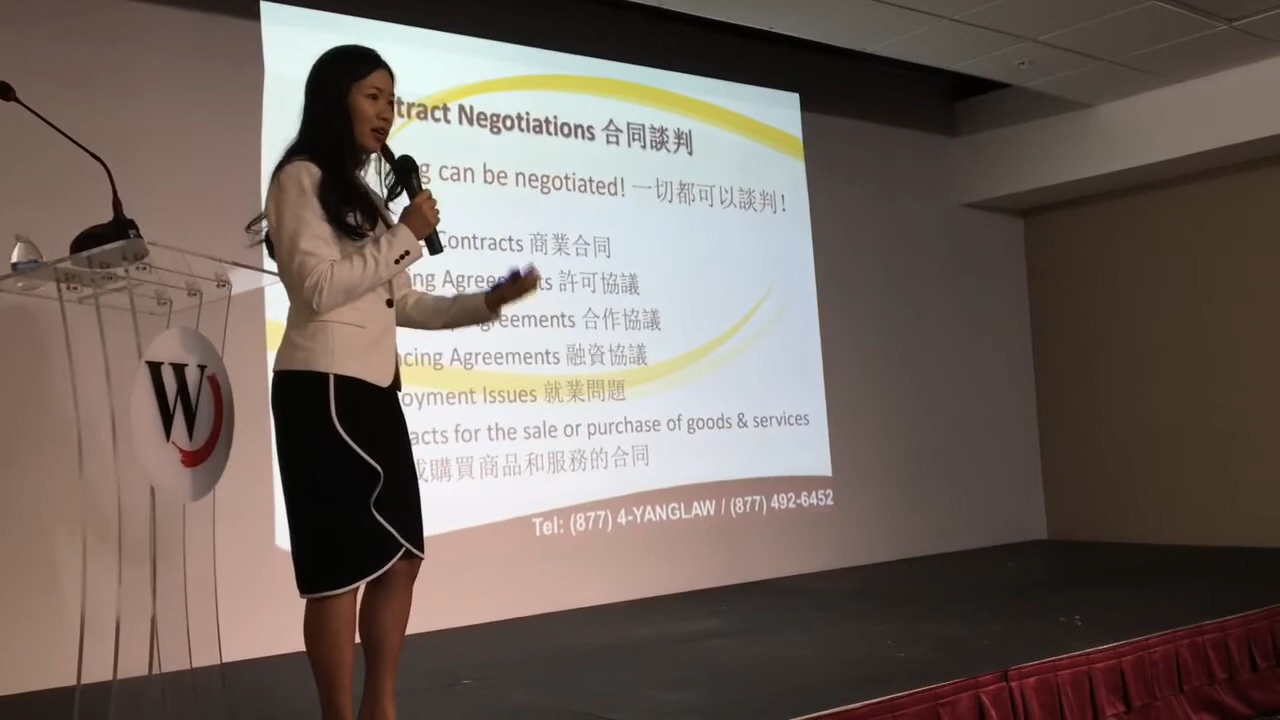 tract Negotiations 合同談判
g can be negotiated! 一切都可以談判!
Contracts 商業合同
ing Agreements 許可協議
Agreements 合作協議
ncing Agreements 融資協議
oyment Issues 就業問題
acts for the sale or purchase of goods & services
或購買商品和服務的合同
Tel: (877) 4-YANGLAW / (877) 492-6452
W